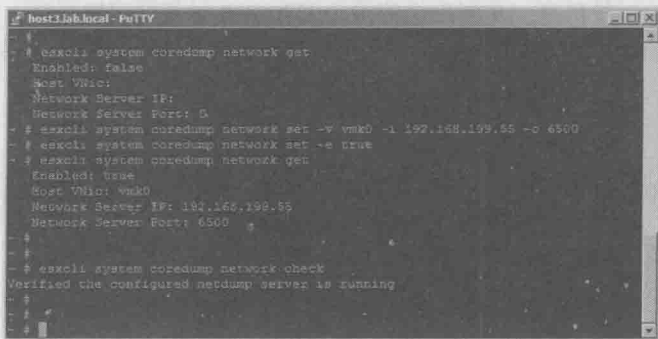 host3.lab.local - PuTTY
~ #
~ # esxcli system coredump network get
Enabled: false
Host VNic:
Network Server IP:
Network Server Port: 0
~ # esxcli system coredump network set -v vmk0 -i 192.168.199.55 -o 6500
~ # esxcli system coredump network set -e true
~ # esxcli system coredump network get
Enabled: true
Host VNic: vmk0
Network Server IP: 192.168.199.55
Network Server Port: 6500
~ #
~ #
~ # esxcli system coredump network check
Verified the configured netdump server is running
~ #
~ #
~ #